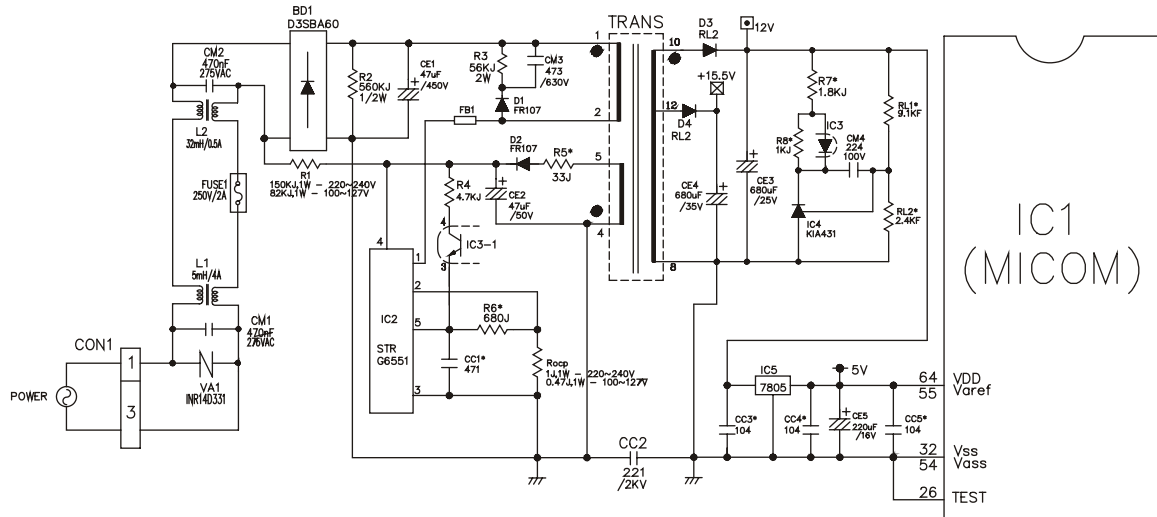 BD1
D3SBA60
CM2
470nF
275VAC
L2
32mH/0.5A
FUSE1
250V/2A
L1
5mH/4A
CM1
470nF
275VAC
CON1
POWER
1
3
VA1
INR14D331
R2
560KJ
1/2W
CE1
47uF
/450V
R3
56KJ
2W
CM3
473
/630V
D1
FR107
FB1
R1
150KJ,1W - 220~240V
82KJ,1W - 100~127V
D2
FR107
R5*
33J
R4
4.7KJ
CE2
47uF
/50V
4
3
IC3-1
4
1
2
5
3
IC2
STR
G6551
R6*
680J
CC1*
471
Rocp
1J,1W - 220~240V
0.47J,1W - 100~127V
TRANS
1
2
5
4
10
12
8
D3
RL2
12V
+15.5V
D4
RL2
CE4
680uF
/35V
CE3
680uF
/25V
R7*
1.8KJ
R8*
1KJ
IC3
CM4
224
100V
IC4
KIA431
RL1*
9.1KF
RL2*
2.4KF
CC2
221
/2KV
IC5
7805
5V
CC3*
104
CC4*
104
CE5
220uF
/16V
CC5*
104
IC1
(MICOM)
64 VDD
55 Varef
32 Vss
54 Vass
26 TEST